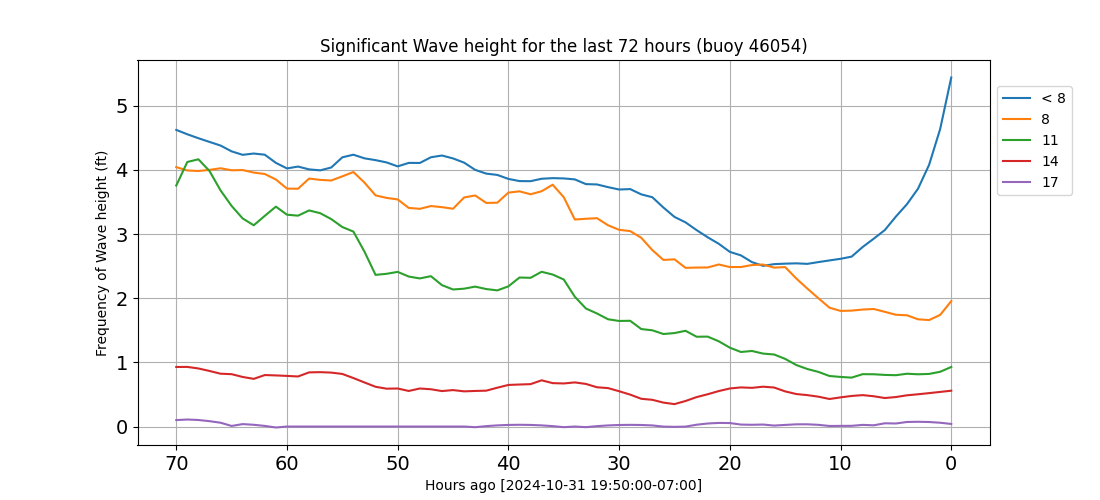 Significant Wave height for the last 72 hours (buoy 46054)
Frequency of Wave height (ft)
5
4
3
2
1
0
70 60 50 40 30 20 10 0
Hours ago [2024-10-31 19:50:00-07:00]
< 8
8
11
14
17